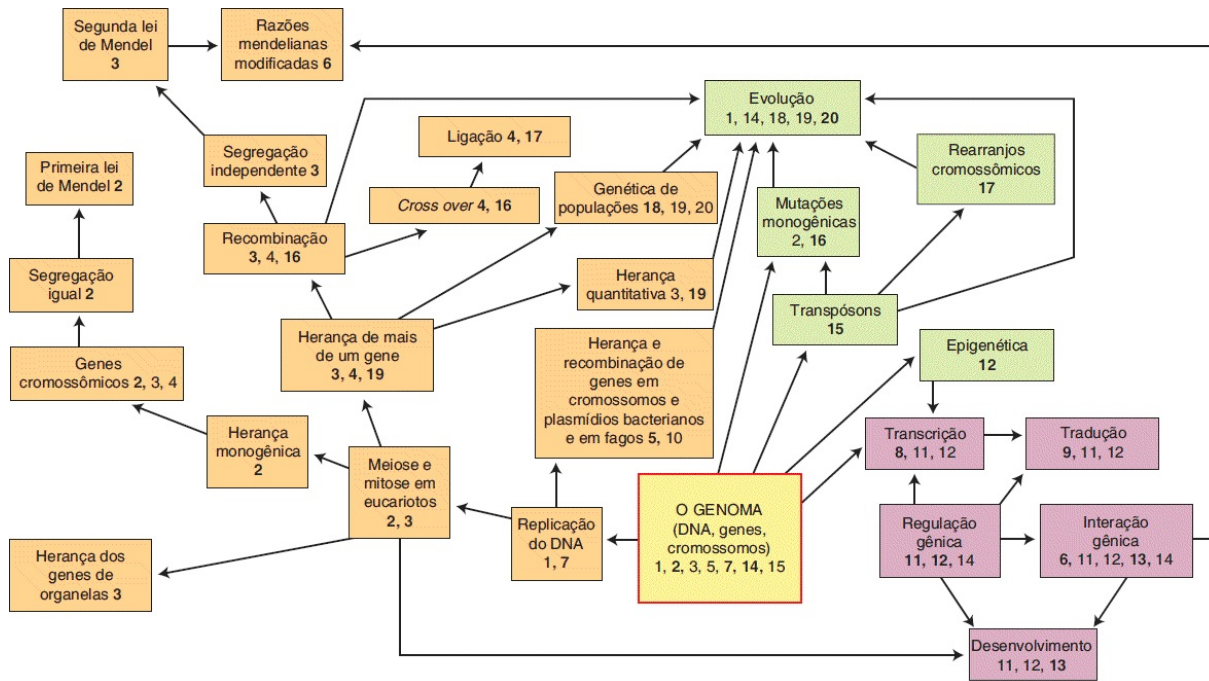 Segunda lei
de Mendel
3
Razões
mendelianas
modificadas 6
Evolução
1, 14, 18, 19, 20
Ligação 4, 17
Segregação
independente 3
Primeira lei
de Mendel 2
Rearranjos
cromossômicos
17
Genética de
populações 18, 19, 20
Cross over 4, 16
Mutações
monogênicas
2, 16
Recombinação
3, 4, 16
Segregação
igual 2
Herança
quantitativa 3, 19
Transpósons
15
Herança de mais
de um gene
3, 4, 19
Herança e
recombinação de
genes em
cromossomos e
plasmídios bacterianos
e em fagos 5, 10
Epigenética
12
Genes
cromossômicos 2, 3, 4
Herança
monogênica
2
Transcrição
8, 11, 12
Tradução
9, 11, 12
Meiose e
mitose em
eucariotos
2, 3
O GENOMA
(DNA, genes,
cromossomos)
1, 2, 3, 5, 7, 14, 15
Replicação
do DNA
1, 7
Regulação
gênica
11, 12, 14
Interação
gênica
6, 11, 12, 13, 14
Herança dos
genes de
organelas 3
Desenvolvimento
11, 12, 13